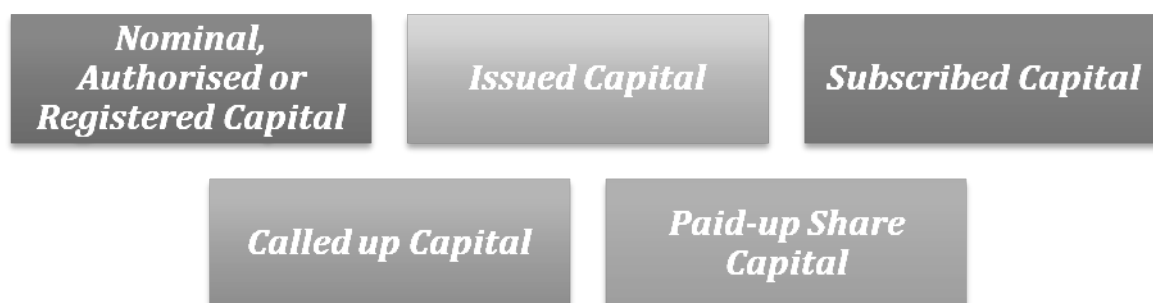 Nominal,
Authorised or
Registered Capital
Issued Capital
Subscribed Capital
Called up Capital
Paid-up Share
Capital